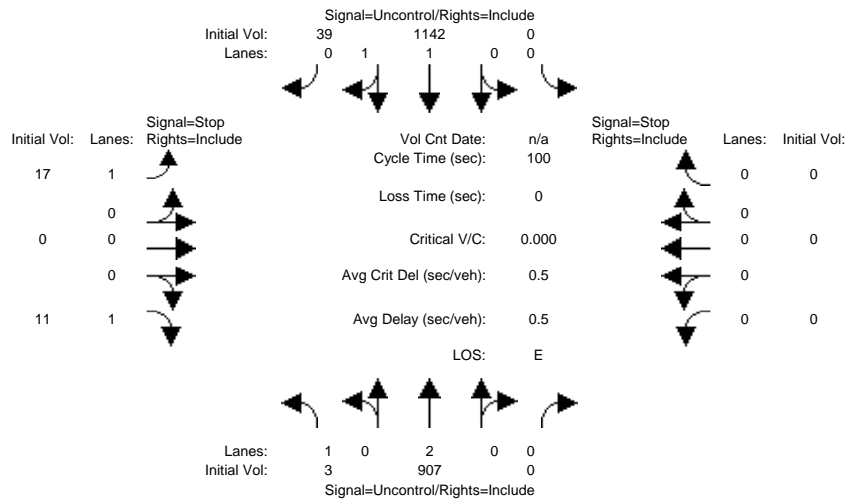 Signal=Uncontrol/Rights=Include
Initial Vol: 39 1142 0
Lanes: 0 1 1 0 0
Signal=Stop Signal=Stop
Initial Vol: Lanes: Rights=Include Vol Cnt Date: n/a Rights=Include Lanes: Initial Vol:
Cycle Time (sec): 100
17 1 0 0
Loss Time (sec): 0
0 0
0 0 Critical V/C: 0.000 0 0
0 Avg Crit Del (sec/veh): 0.5 0
11 1 Avg Delay (sec/veh): 0.5 0 0
LOS: E
Lanes: 1 0 2 0 0
Initial Vol: 3 907 0
Signal=Uncontrol/Rights=Include